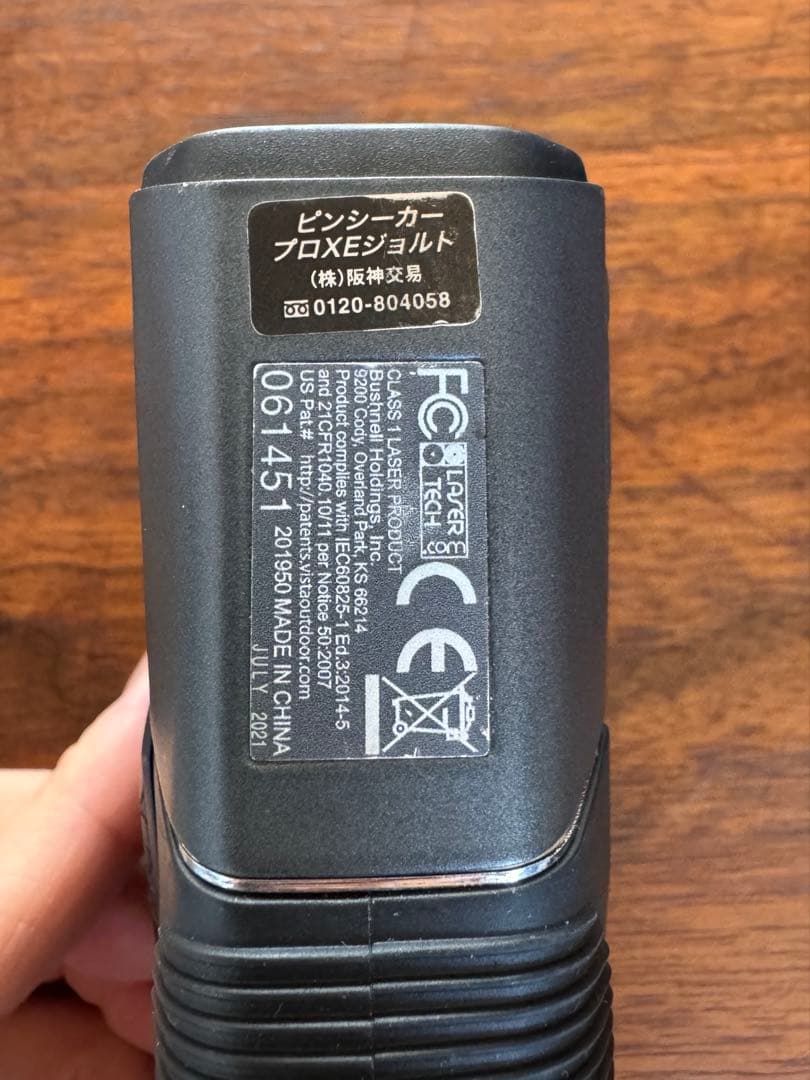 ピンシーカー
プロXEジョルト
(株)阪神交易
0120-804058
FC LASER TECH .com CE
CLASS 1 LASER PRODUCT
Bushnell Holdings, Inc.
9200 Cody, Overland Park, KS 66214
Product complies with IEC60825-1 Ed.3:2014-5
and 21CFR1040.10/11 per Notice 50:2007
US Pat.# http://patents.vistaoutdoor.com
061451 201950 MADE IN CHINA
JULY 2021